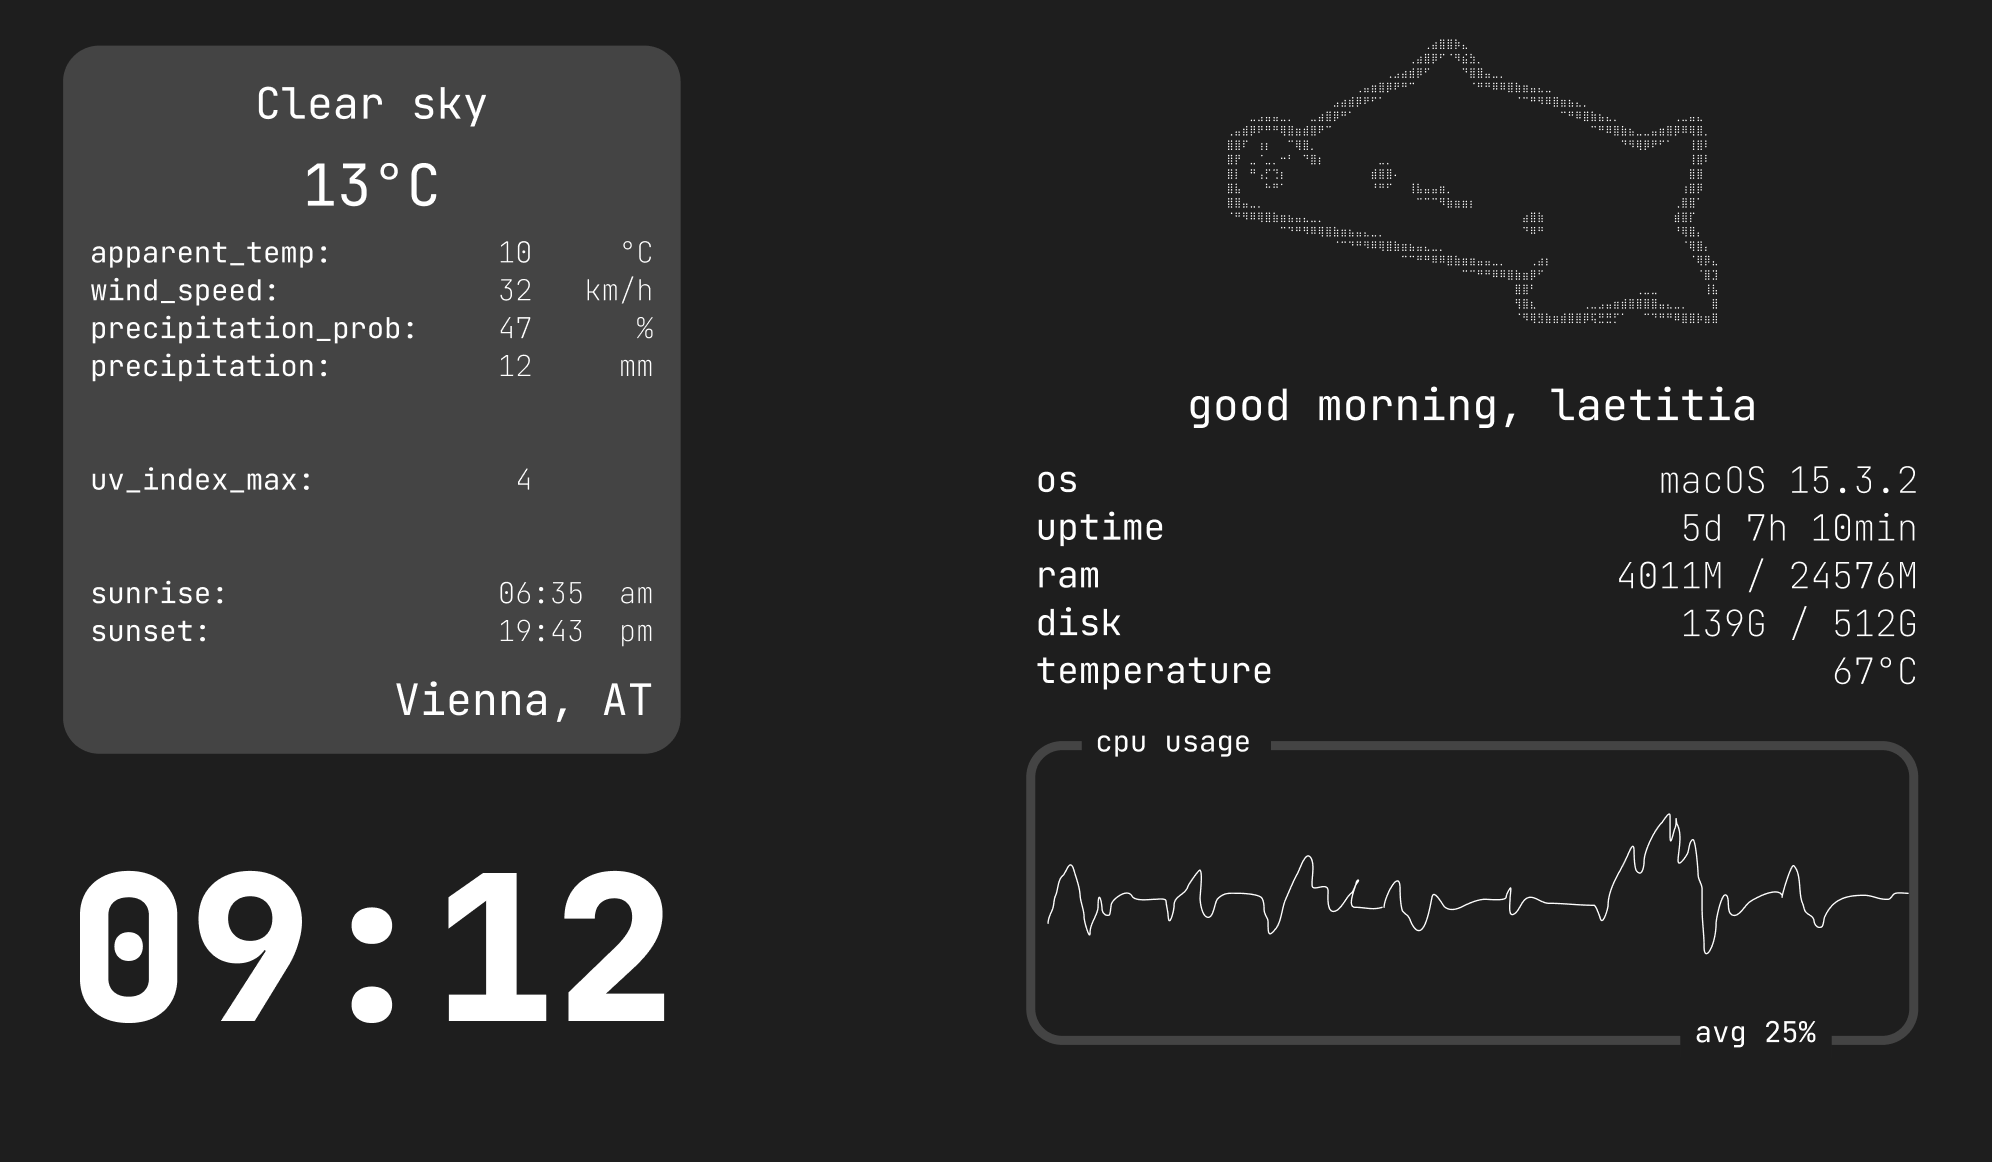 Clear sky
13°C
apparent_temp: 10 °C
wind_speed: 32 km/h
precipitation_prob: 47 %
precipitation: 12 mm
uv_index_max: 4
sunrise: 06:35 am
sunset: 19:43 pm
Vienna, AT
09:12
good morning, laetitia
os macOS 15.3.2
uptime 5d 7h 10min
ram 4011M / 24576M
disk 139G / 512G
temperature 67°C
cpu usage
avg 25%